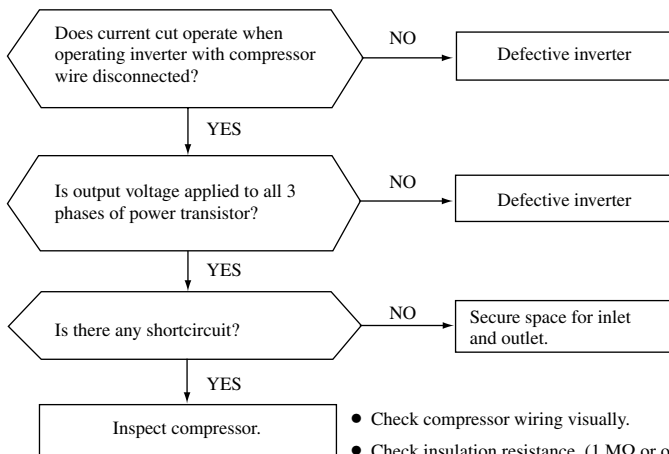 Does current cut operate when
operating inverter with compressor
wire disconnected?
NO
Defective inverter
YES
Is output voltage applied to all 3
phases of power transistor?
NO
Defective inverter
YES
Is there any shortcircuit?
NO
Secure space for inlet
and outlet.
YES
Inspect compressor.
● Check compressor wiring visually.
● Check insulation resistance. (1 MΩ or